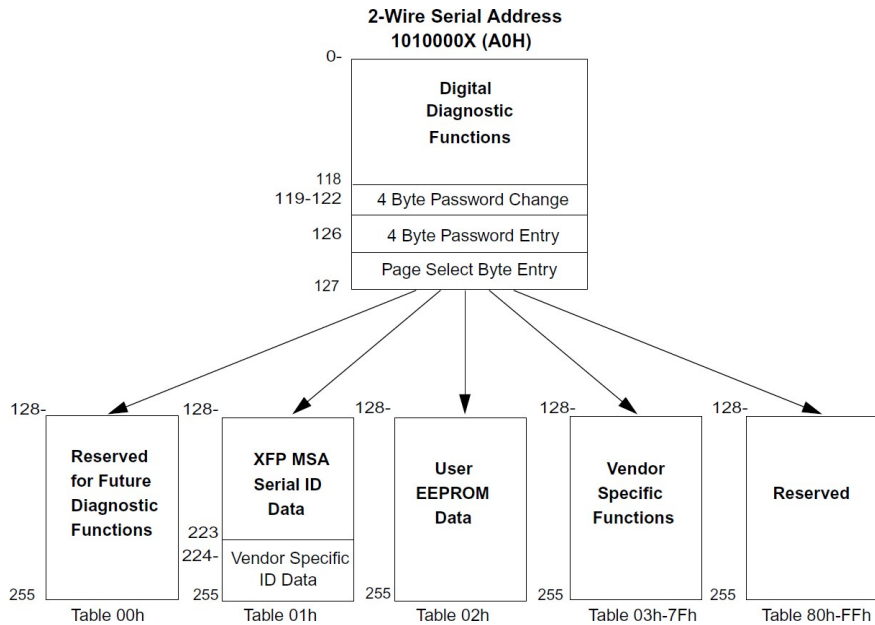 2-Wire Serial Address
1010000X (A0H)
0-
Digital
Diagnostic
Functions
118
119-122
4 Byte Password Change
126
4 Byte Password Entry
Page Select Byte Entry
127
128-
Reserved
for Future
Diagnostic
Functions
255
Table 00h
128-
XFP MSA
Serial ID
Data
223
224-
Vendor Specific
ID Data
255
Table 01h
128-
User
EEPROM
Data
255
Table 02h
128-
Vendor
Specific
Functions
255
Table 03h-7Fh
128-
Reserved
255
Table 80h-FFh